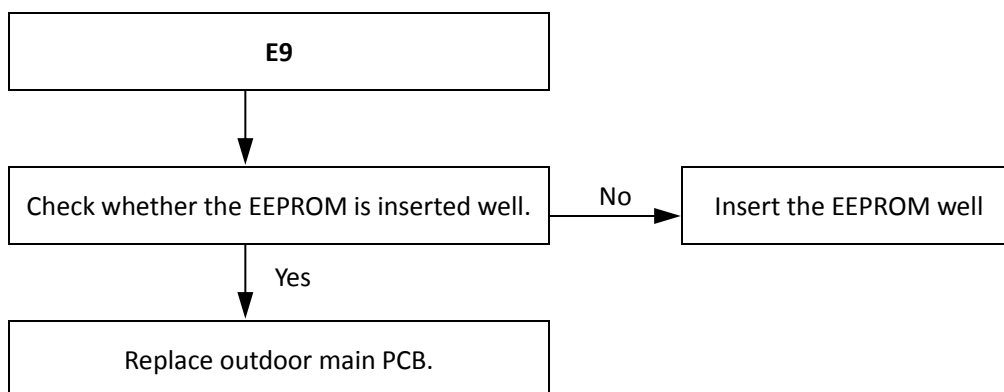 E9
Check whether the EEPROM is inserted well.
No
Insert the EEPROM well
Yes
Replace outdoor main PCB.